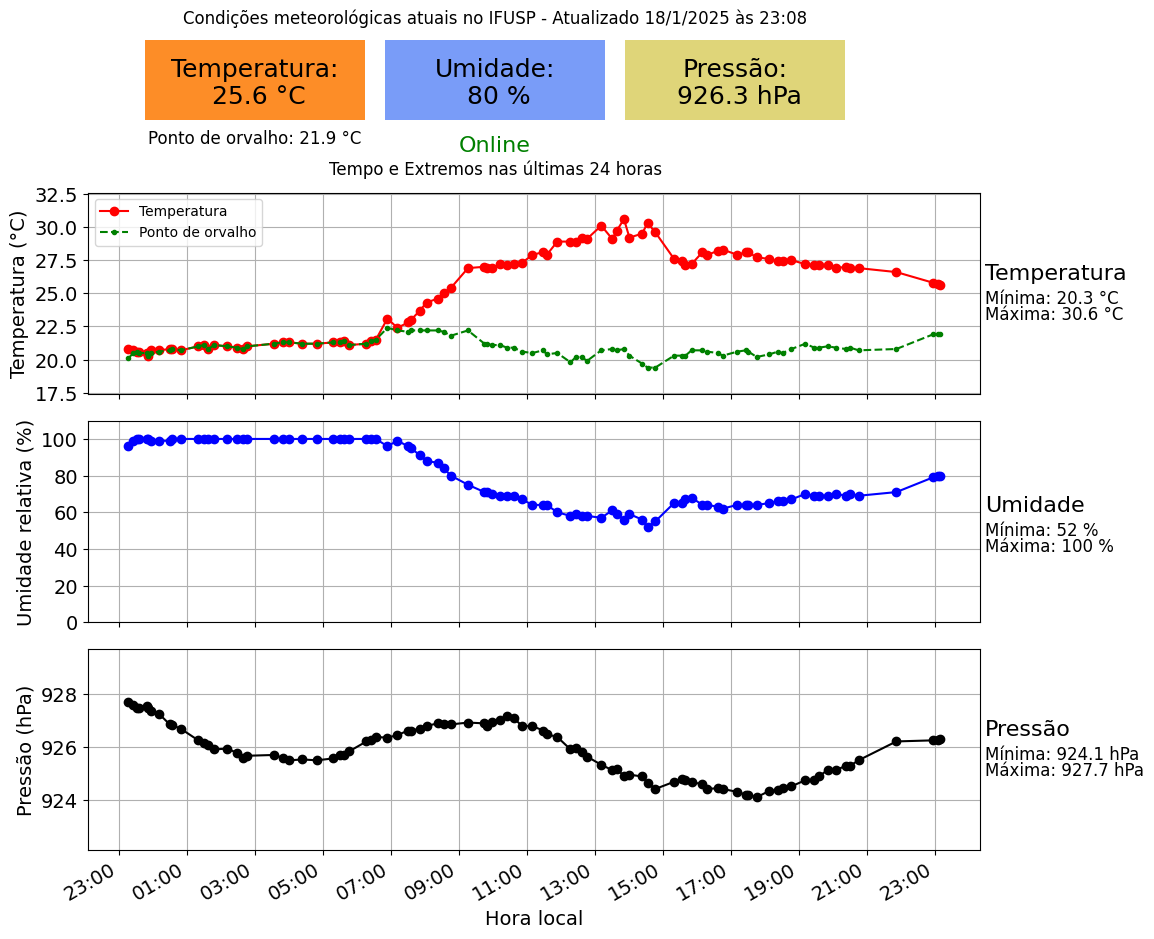 Condições meteorológicas atuais no IFUSP - Atualizado 18/1/2025 às 23:08
Temperatura:
25.6 °C
Umidade:
80 %
Pressão:
926.3 hPa
Ponto de orvalho: 21.9 °C
Online
Tempo e Extremos nas últimas 24 horas
Temperatura (°C)
32.5
30.0
27.5
25.0
22.5
20.0
17.5
Temperatura
Ponto de orvalho
Temperatura
Mínima: 20.3 °C
Máxima: 30.6 °C
Umidade relativa (%)
100
80
60
40
20
0
Umidade
Mínima: 52 %
Máxima: 100 %
Pressão (hPa)
928
926
924
Pressão
Mínima: 924.1 hPa
Máxima: 927.7 hPa
23:00 01:00 03:00 05:00 07:00 09:00 11:00 13:00 15:00 17:00 19:00 21:00 23:00
Hora local